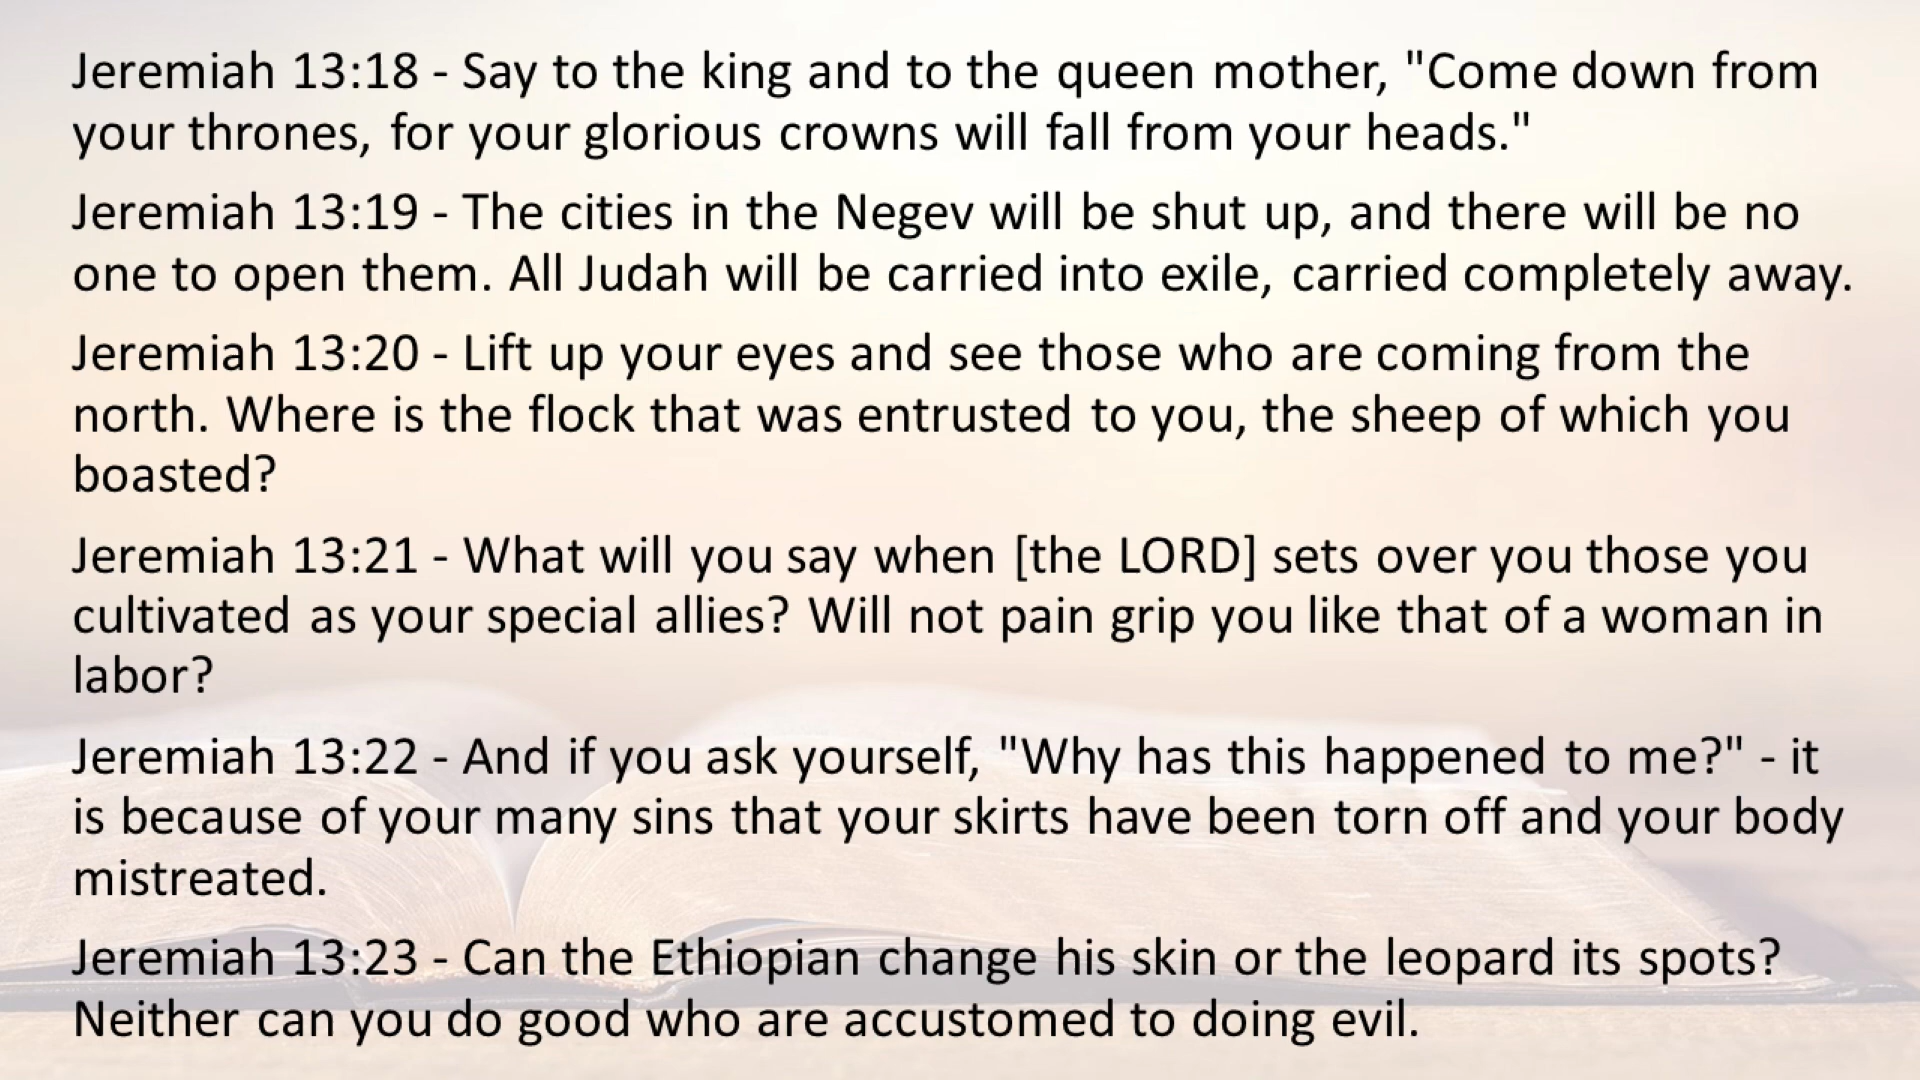 Jeremiah 13:18 - Say to the king and to the queen mother, "Come down from
your thrones, for your glorious crowns will fall from your heads."
Jeremiah 13:19 - The cities in the Negev will be shut up, and there will be no
one to open them. All Judah will be carried into exile, carried completely away.
Jeremiah 13:20 - Lift up your eyes and see those who are coming from the
north. Where is the flock that was entrusted to you, the sheep of which you
boasted?
Jeremiah 13:21 - What will you say when [the LORD] sets over you those you
cultivated as your special allies? Will not pain grip you like that of a woman in
labor?
Jeremiah 13:22 - And if you ask yourself, "Why has this happened to me?" - it
is because of your many sins that your skirts have been torn off and your body
mistreated.
Jeremiah 13:23 - Can the Ethiopian change his skin or the leopard its spots?
Neither can you do good who are accustomed to doing evil.